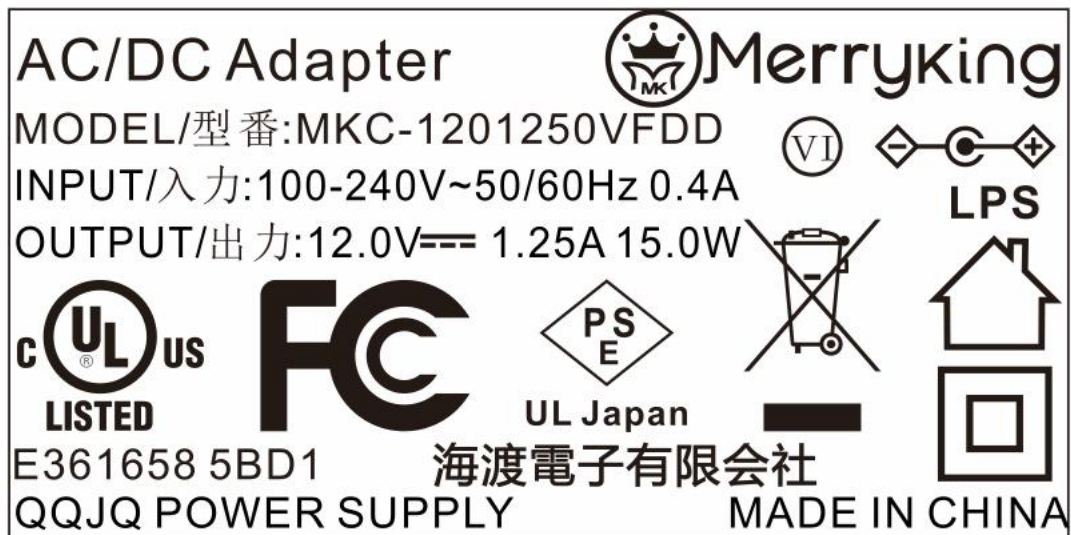 AC/DC Adapter
MK Merryking
MODEL/型番:MKC-1201250VFDD
VI
INPUT/入力:100-240V~50/60Hz 0.4A
LPS
OUTPUT/出力:12.0V⎓ 1.25A 15.0W
C UL ® US
LISTED
FC
PS
E
UL Japan
E361658 5BD1
海渡電子有限会社
QQJQ POWER SUPPLY
MADE IN CHINA